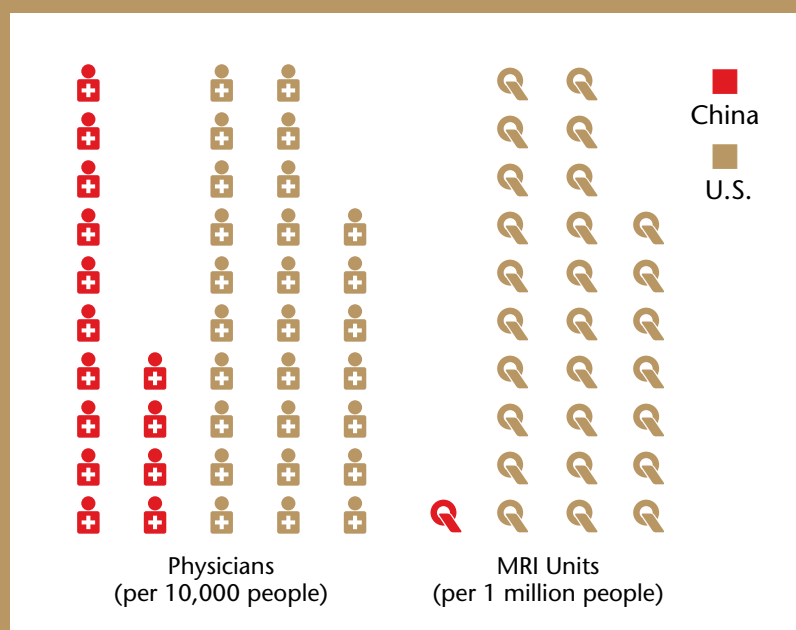 China
U.S.
Physicians
(per 10,000 people)
MRI Units
(per 1 million people)